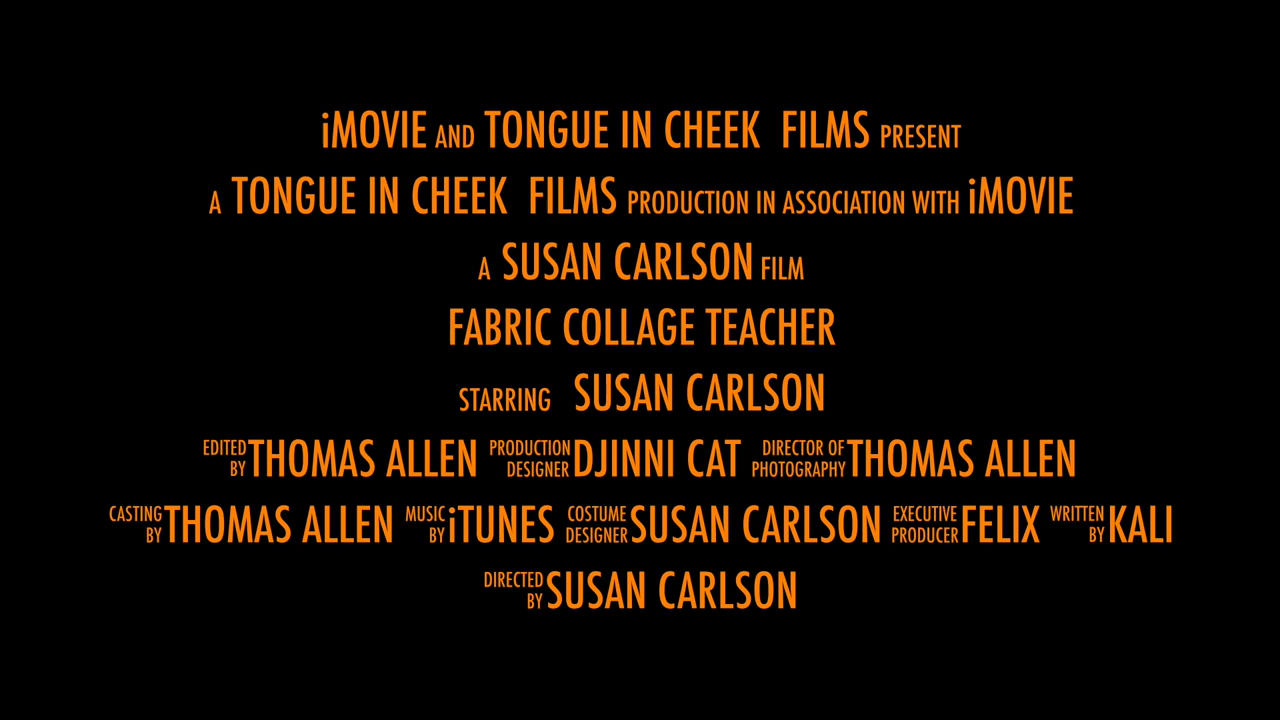 iMOVIE AND TONGUE IN CHEEK FILMS PRESENT
A TONGUE IN CHEEK FILMS PRODUCTION IN ASSOCIATION WITH iMOVIE
A SUSAN CARLSON FILM
FABRIC COLLAGE TEACHER
STARRING SUSAN CARLSON
EDITED BY THOMAS ALLEN PRODUCTION DESIGNER DJINNI CAT DIRECTOR OF PHOTOGRAPHY THOMAS ALLEN
CASTING BY THOMAS ALLEN MUSIC BY iTUNES COSTUME DESIGNER SUSAN CARLSON EXECUTIVE PRODUCER FELIX WRITTEN BY KALI
DIRECTED BY SUSAN CARLSON